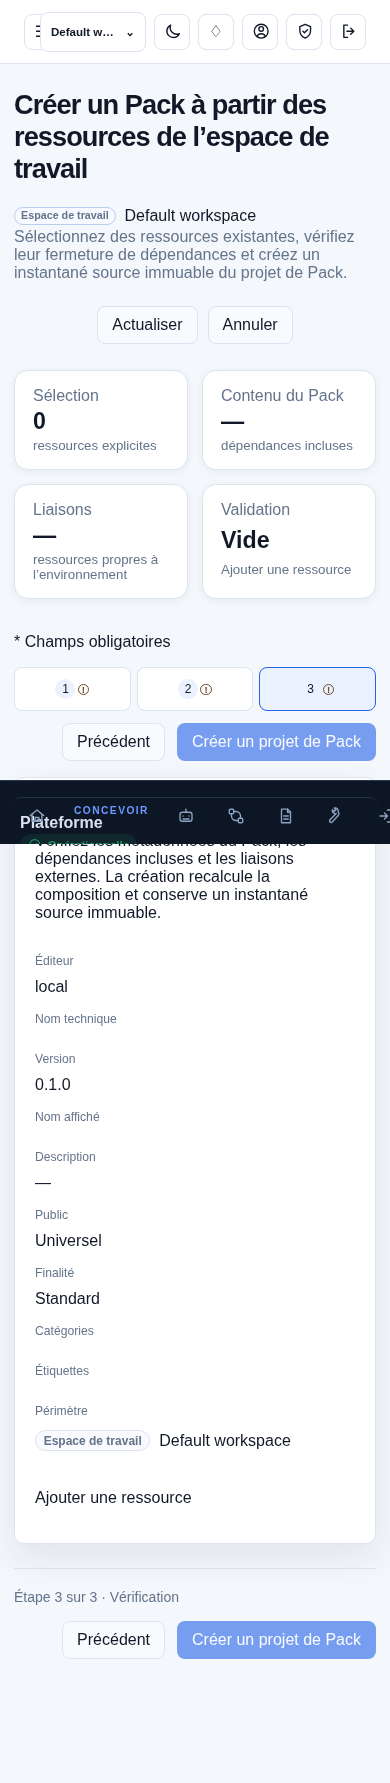 Default w… ⌄
Créer un Pack à partir des
ressources de l’espace de
travail
Espace de travail Default workspace
Sélectionnez des ressources existantes, vérifiez
leur fermeture de dépendances et créez un
instantané source immuable du projet de Pack.
Actualiser Annuler
Sélection
0
ressources explicites
Contenu du Pack
—
dépendances incluses
Liaisons
—
ressources propres à
l’environnement
Validation
Vide
Ajouter une ressource
* Champs obligatoires
1 2 3
Précédent Créer un projet de Pack
CONCEVOIR
Plateforme
dépendances incluses et les liaisons
externes. La création recalcule la
composition et conserve un instantané
source immuable.
Éditeur
local
Nom technique
Version
0.1.0
Nom affiché
Description
—
Public
Universel
Finalité
Standard
Catégories
Étiquettes
Périmètre
Espace de travail Default workspace
Ajouter une ressource
Étape 3 sur 3 · Vérification
Précédent Créer un projet de Pack